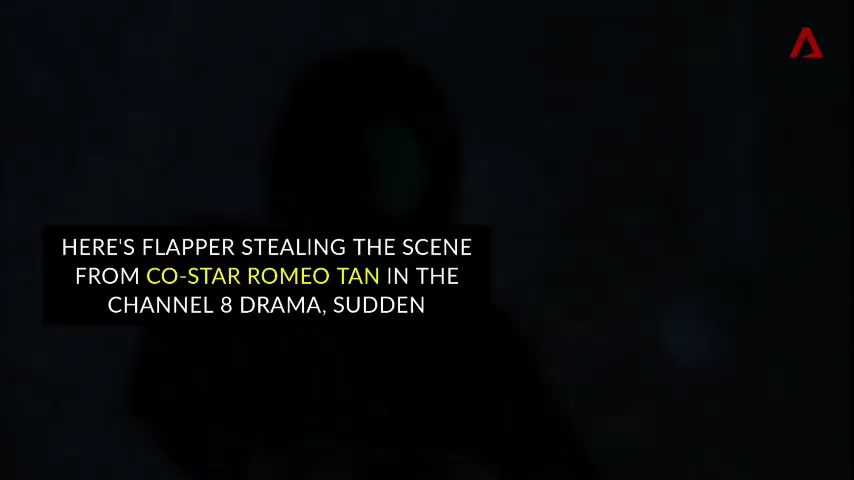 HERE'S FLAPPER STEALING THE SCENE
FROM CO-STAR ROMEO TAN IN THE
CHANNEL 8 DRAMA, SUDDEN